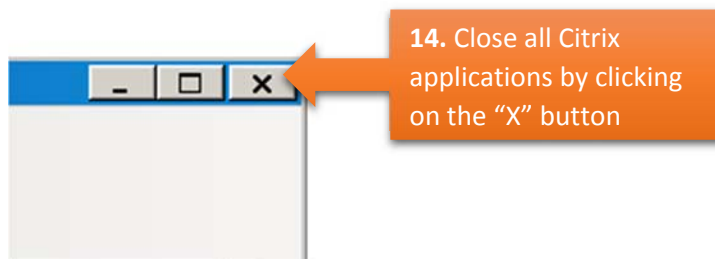 14. Close all Citrix
applications by clicking
on the “X” button